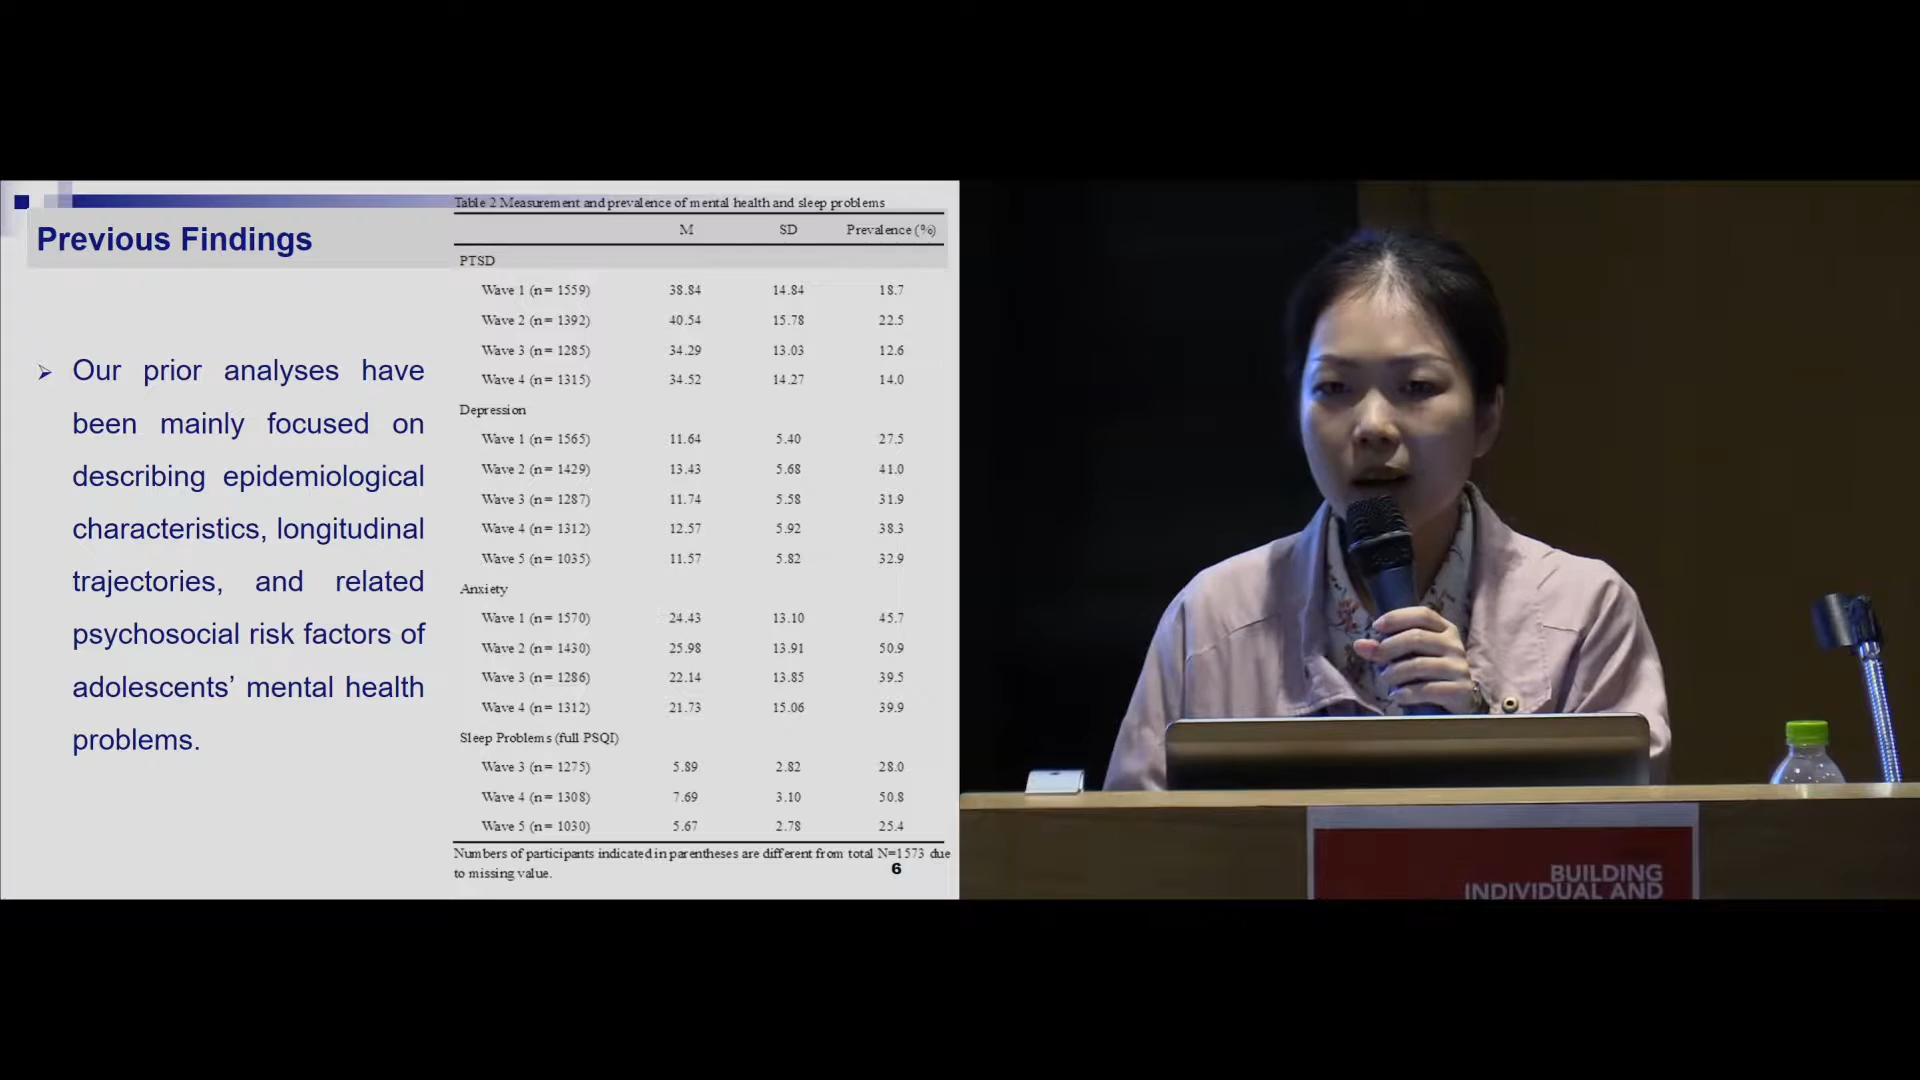 Previous Findings
➢ Our prior analyses have
been mainly focused on
describing epidemiological
characteristics, longitudinal
trajectories, and related
psychosocial risk factors of
adolescents’ mental health
problems.
Table 2 Measurement and prevalence of mental health and sleep problems
M SD Prevalence (%)
PTSD
Wave 1 (n = 1559) 38.84 14.84 18.7
Wave 2 (n = 1392) 40.54 15.78 22.5
Wave 3 (n = 1285) 34.29 13.03 12.6
Wave 4 (n = 1315) 34.52 14.27 14.0
Depression
Wave 1 (n = 1565) 11.64 5.40 27.5
Wave 2 (n = 1429) 13.43 5.68 41.0
Wave 3 (n = 1287) 11.74 5.58 31.9
Wave 4 (n = 1312) 12.57 5.92 38.3
Wave 5 (n = 1035) 11.57 5.82 32.9
Anxiety
Wave 1 (n = 1570) 24.43 13.10 45.7
Wave 2 (n = 1430) 25.98 13.91 50.9
Wave 3 (n = 1286) 22.14 13.85 39.5
Wave 4 (n = 1312) 21.73 15.06 39.9
Sleep Problems (full PSQI)
Wave 3 (n = 1275) 5.89 2.82 28.0
Wave 4 (n = 1308) 7.69 3.10 50.8
Wave 5 (n = 1030) 5.67 2.78 25.4
Numbers of participants indicated in parentheses are different from total N=1573 due
to missing value.
6
BUILDING
INDIVIDUAL AND